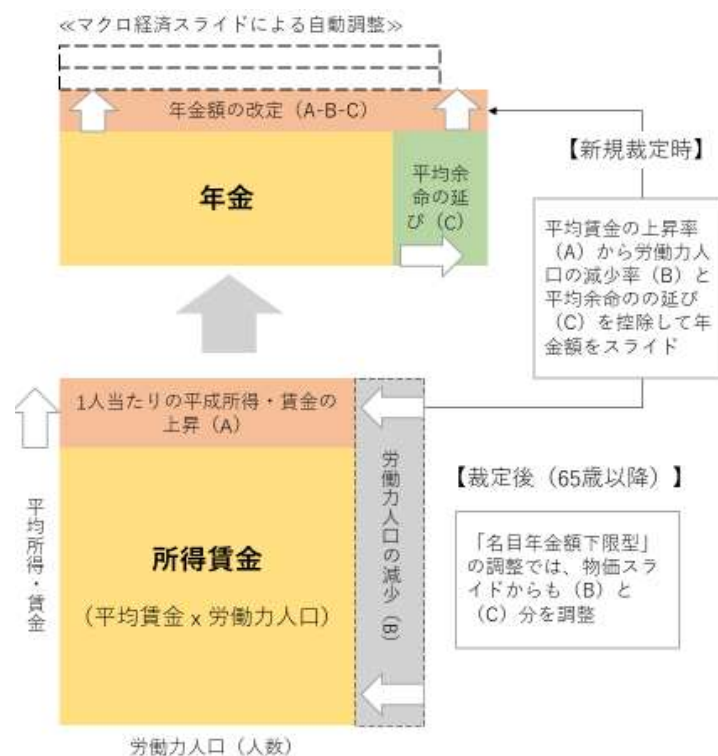 ≪マクロ経済スライドによる自動調整≫
年金額の改定（A-B-C）
年金
平均余
命の延
び（C）
【新規裁定時】
平均賃金の上昇率
（A）から労働力人
口の減少率（B）と
平均余命のの延び
（C）を控除して年
金額をスライド
1人当たりの平成所得・賃金の
上昇（A）
平均所得・賃金
所得賃金
（平均賃金 x 労働力人口）
労働力人口の減少（B）
【裁定後（65歳以降）】
「名目年金額下限型」
の調整では、物価スラ
イドからも（B）と
（C）分を調整
労働力人口（人数）